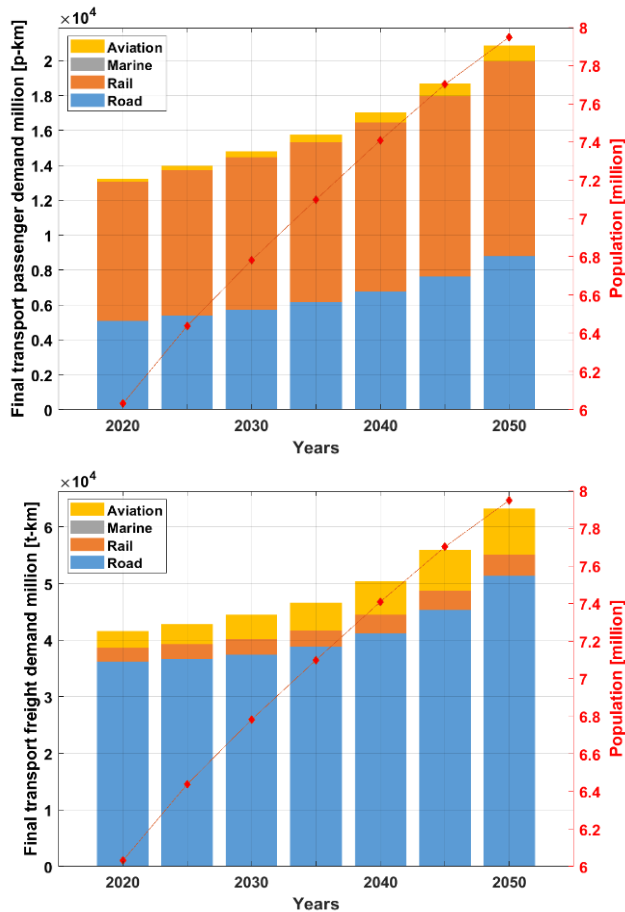 ×10⁴
Final transport passenger demand million [p-km]
Aviation
Marine
Rail
Road
2
1.8
1.6
1.4
1.2
1
0.8
0.6
0.4
0.2
0
8
7.8
7.6
7.4
7.2
7
6.8
6.6
6.4
6.2
6
Population [million]
2020 2030 2040 2050
Years
×10⁴
Final transport freight demand million [t-km]
Aviation
Marine
Rail
Road
6
5
4
3
2
1
0
8
7.8
7.6
7.4
7.2
7
6.8
6.6
6.4
6.2
6
Population [million]
2020 2030 2040 2050
Years